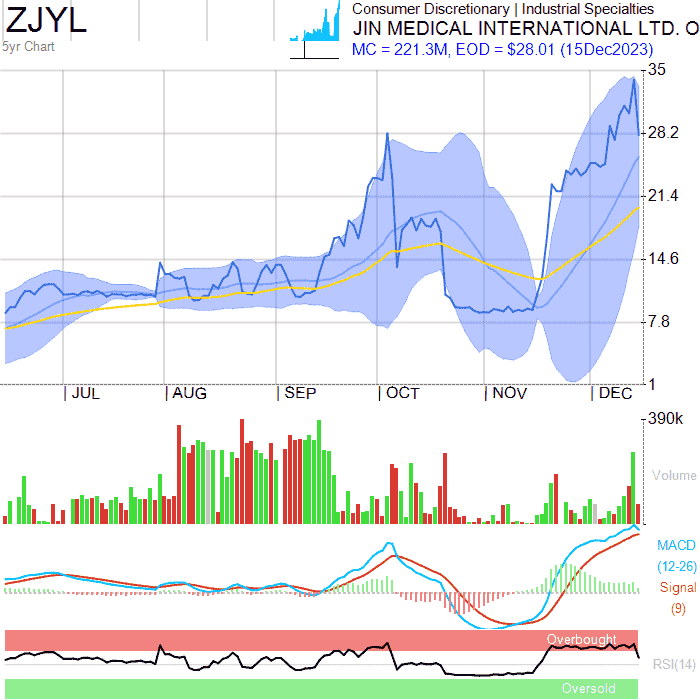 ZJYL
5yr Chart
Consumer Discretionary | Industrial Specialties
JIN MEDICAL INTERNATIONAL LTD. O
MC = 221.3M, EOD = $28.01 (15Dec2023)
35
28.2
21.4
14.6
7.8
1
JUL AUG SEP OCT NOV DEC
390k
Volume
MACD
(12-26)
Signal
(9)
Overbought
RSI(14)
Oversold